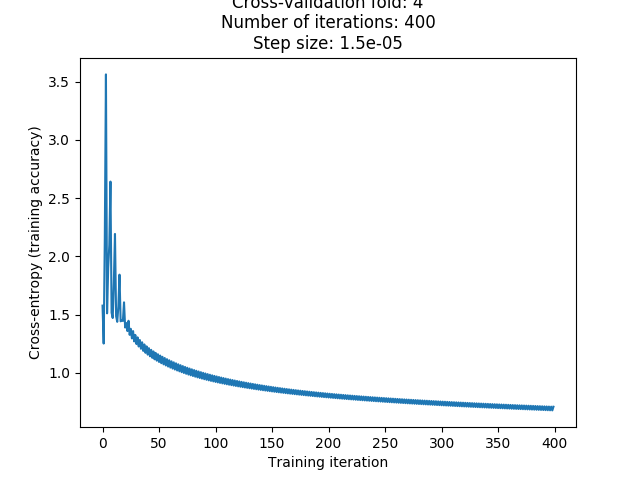 Cross-validation fold: 4
Number of iterations: 400
Step size: 1.5e-05
3.5
3.0
2.5
2.0
1.5
1.0
Cross-entropy (training accuracy)
0 50 100 150 200 250 300 350 400
Training iteration